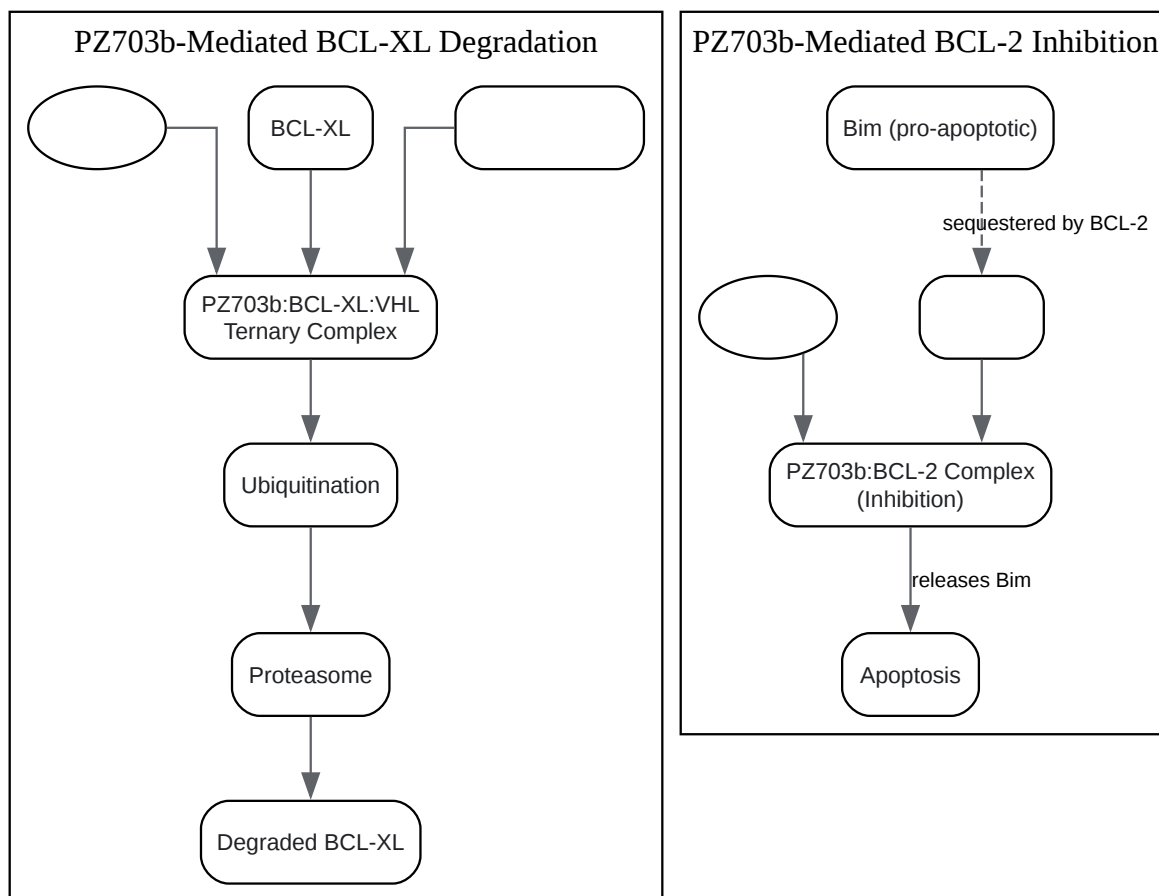 PZ703b-Mediated BCL-XL Degradation
BCL-XL
PZ703b:BCL-XL:VHL
Ternary Complex
Ubiquitination
Proteasome
Degraded BCL-XL
PZ703b-Mediated BCL-2 Inhibition
Bim (pro-apoptotic)
sequestered by BCL-2
PZ703b:BCL-2 Complex
(Inhibition)
releases Bim
Apoptosis